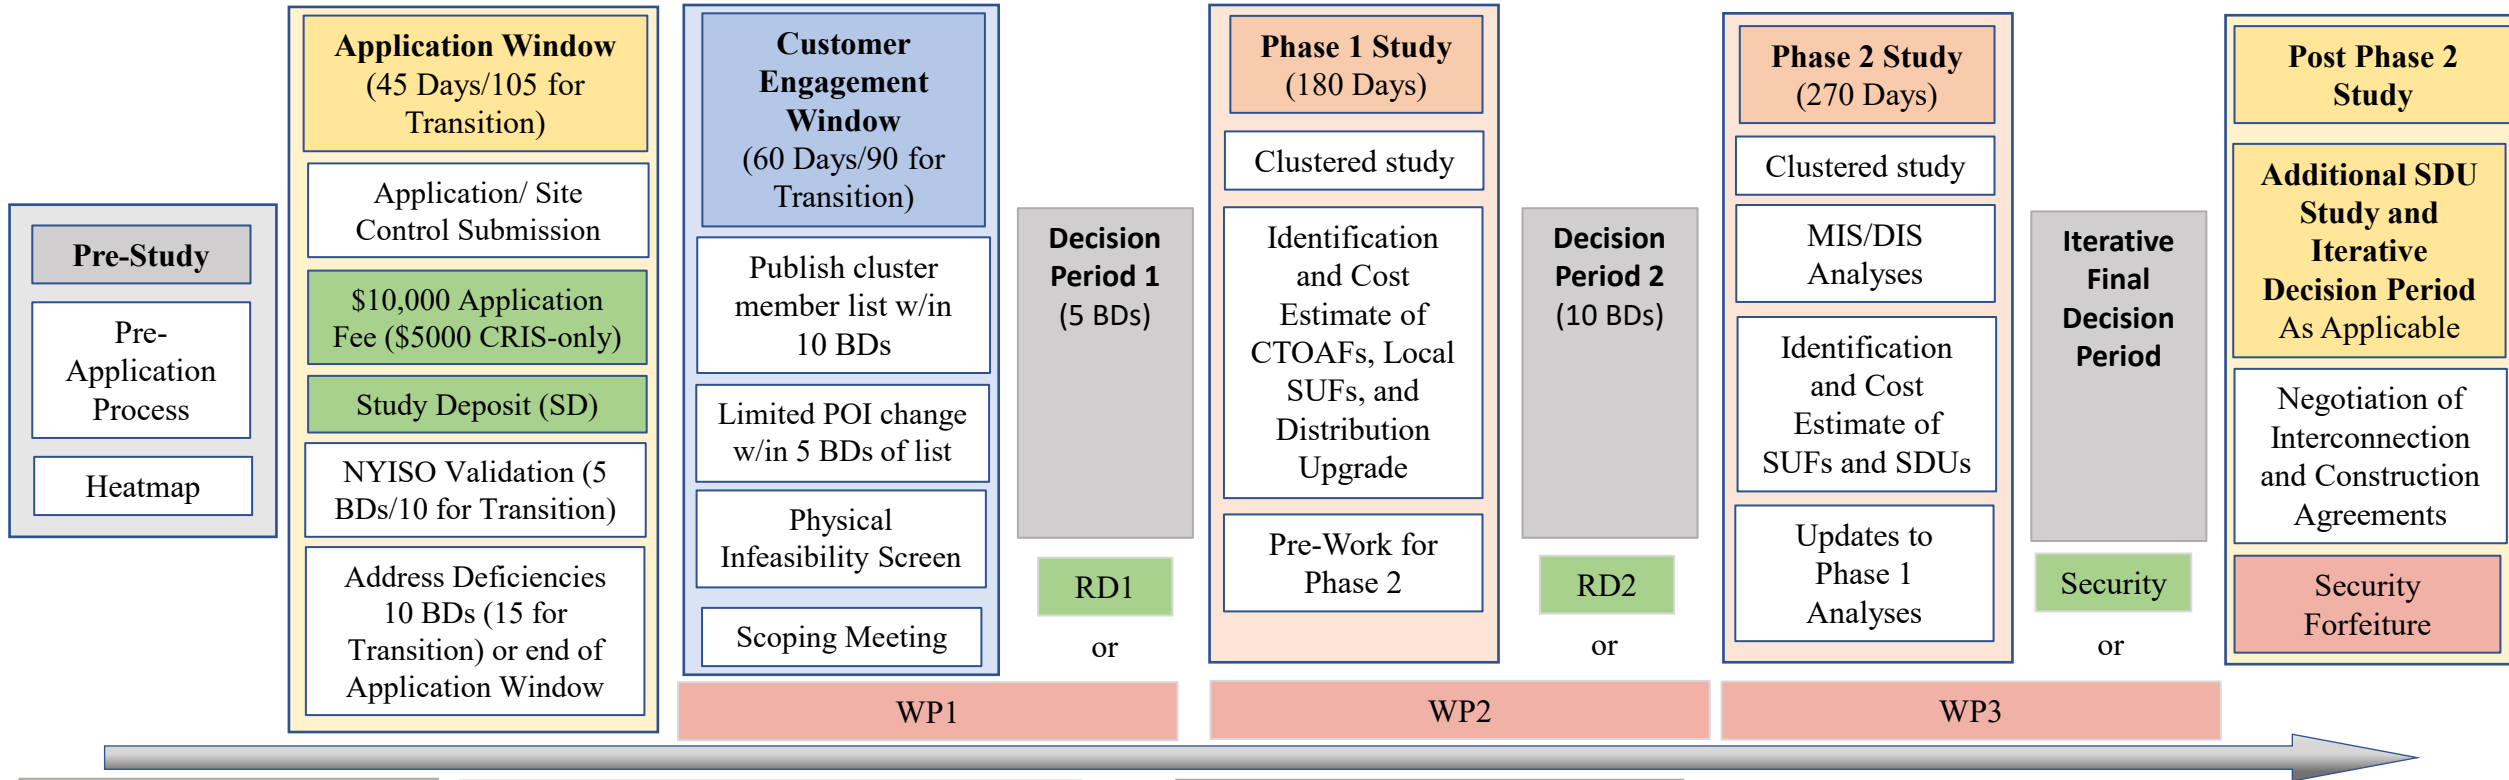 Pre-Study
Pre-
Application
Process
Heatmap
Application Window
(45 Days/105 for
Transition)
Application/ Site
Control Submission
$10,000 Application
Fee ($5000 CRIS-only)
Study Deposit (SD)
NYISO Validation (5
BDs/10 for Transition)
Address Deficiencies
10 BDs (15 for
Transition) or end of
Application Window
Customer
Engagement
Window
(60 Days/90 for
Transition)
Publish cluster
member list w/in
10 BDs
Limited POI change
w/in 5 BDs of list
Physical
Infeasibility Screen
Scoping Meeting
Decision
Period 1
(5 BDs)
RD1
or
WP1
Phase 1 Study
(180 Days)
Clustered study
Identification
and Cost
Estimate of
CTOAFs, Local
SUFs, and
Distribution
Upgrade
Pre-Work for
Phase 2
Decision
Period 2
(10 BDs)
RD2
or
WP2
Phase 2 Study
(270 Days)
Clustered study
MIS/DIS
Analyses
Identification
and Cost
Estimate of
SUFs and SDUs
Updates to
Phase 1
Analyses
Iterative
Final
Decision
Period
Security
or
WP3
Post Phase 2
Study
Additional SDU
Study and
Iterative
Decision Period
As Applicable
Negotiation of
Interconnection
and Construction
Agreements
Security
Forfeiture